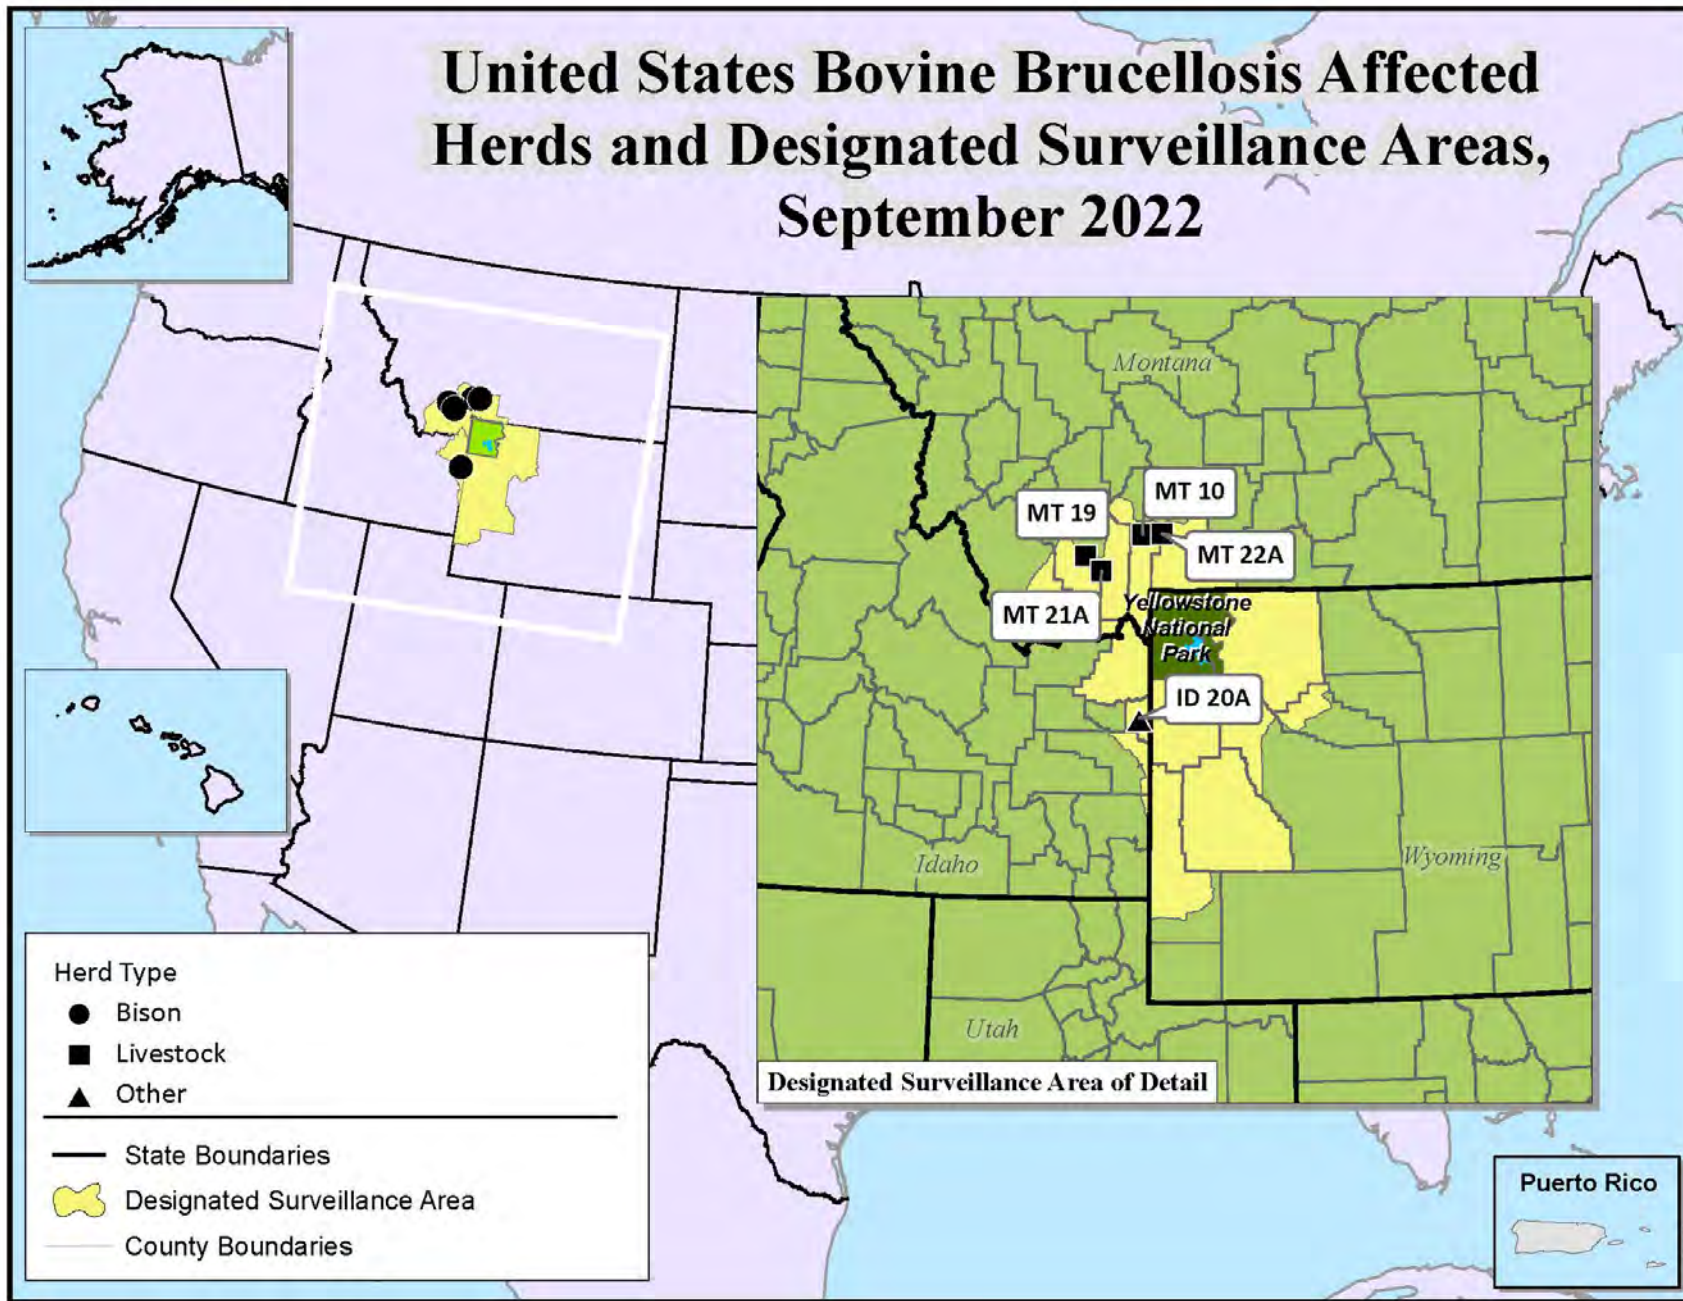 United States Bovine Brucellosis Affected
Herds and Designated Surveillance Areas,
September 2022
Montana
MT 10
MT 19
MT 22A
MT 21A
Yellowstone
National
Park
ID 20A
Idaho
Wyoming
Utah
Designated Surveillance Area of Detail
Herd Type
Bison
Livestock
Other
State Boundaries
Designated Surveillance Area
County Boundaries
Puerto Rico